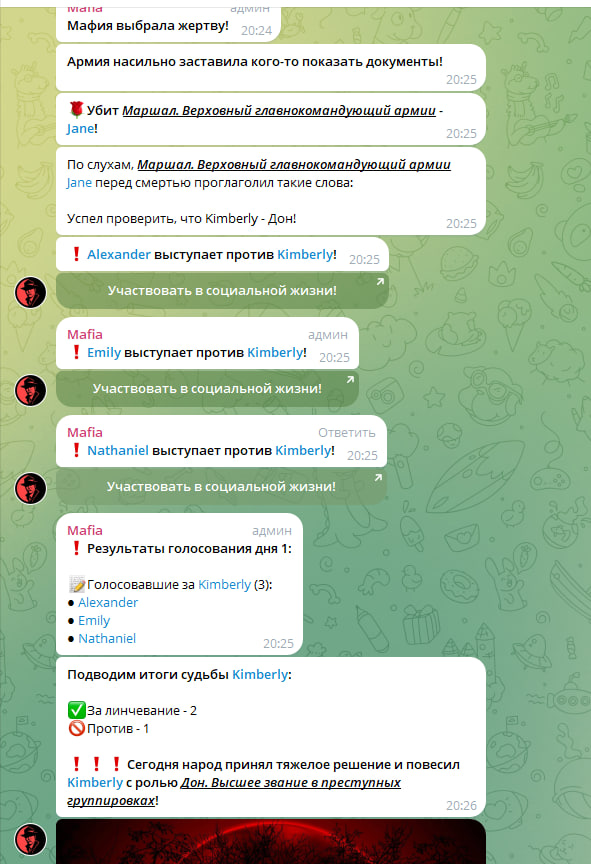 Mafia админ
Мафия выбрала жертву! 20:24
Армия насильно заставила кого-то показать документы!
20:25
Убит Маршал. Верховный главнокомандующий армии -
Jane! 20:25
По слухам, Маршал. Верховный главнокомандующий армии
Jane перед смертью проглаголил такие слова:
Успел проверить, что Kimberly - Дон! 20:25
❗ Alexander выступает против Kimberly! 20:25
Участвовать в социальной жизни!
Mafia админ
❗ Emily выступает против Kimberly! 20:25
Участвовать в социальной жизни!
Mafia Ответить
❗ Nathaniel выступает против Kimberly! 20:25
Участвовать в социальной жизни!
Mafia админ
❗ Результаты голосования дня 1:
Голосовавшие за Kimberly (3):
● Alexander
● Emily
● Nathaniel 20:25
Подводим итоги судьбы Kimberly:
За линчевание - 2
Против - 1
❗ ❗ ❗ Сегодня народ принял тяжелое решение и повесил
Kimberly с ролью Дон. Высшее звание в преступных
группировках! 20:26